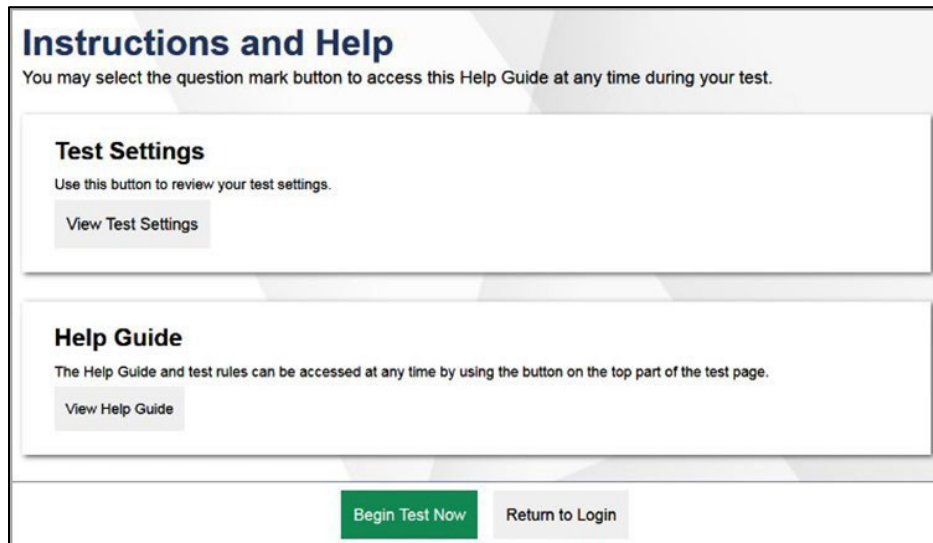 Instructions and Help
You may select the question mark button to access this Help Guide at any time during your test.
Test Settings
Use this button to review your test settings.
View Test Settings
Help Guide
The Help Guide and test rules can be accessed at any time by using the button on the top part of the test page.
View Help Guide
Begin Test Now
Return to Login